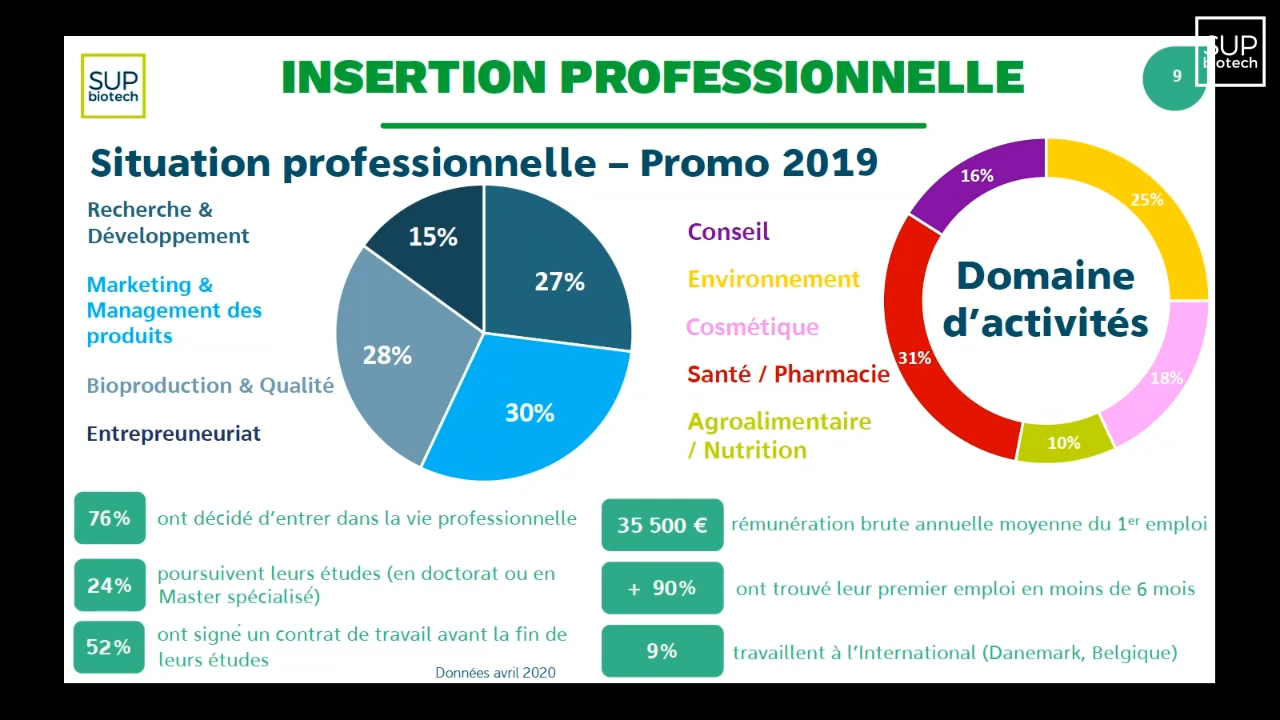 SUP
biotech
INSERTION PROFESSIONNELLE
9
SUP
biotech
Situation professionnelle – Promo 2019
Recherche &
Développement
Marketing &
Management des
produits
Bioproduction & Qualité
Entrepreuneuriat
15%
27%
28%
30%
Conseil
Environnement
Cosmétique
Santé / Pharmacie
Agroalimentaire
/ Nutrition
16%
25%
Domaine
d’activités
31%
18%
10%
76%
ont décidé d’entrer dans la vie professionnelle
24%
poursuivent leurs études (en doctorat ou en
Master spécialisé)
52%
ont signé un contrat de travail avant la fin de
leurs études
35 500 €
rémunération brute annuelle moyenne du 1er emploi
+ 90%
ont trouvé leur premier emploi en moins de 6 mois
9%
travaillent à l’International (Danemark, Belgique)
Données avril 2020